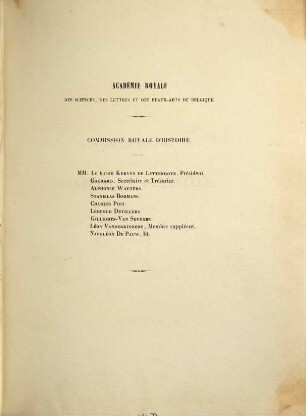 ACADÉMIE ROYALE
DES SCIENCES, DES LETTRES ET DES BEAUX-ARTS DE BELGIQUE.
COMMISSION ROYALE D'HISTOIRE.
MM. Le baron Kervyn de Lettenhove, Président.
Gachard, Secrétaire et Trésorier.
Alphonse Wauters.
Stanislas Bormans.
Charles Piot.
Léopold Devillers.
Gilliodts-Van Severen.
Léon Vanderkindere, Membre suppléant.
Napoléon De Pauw, Id.